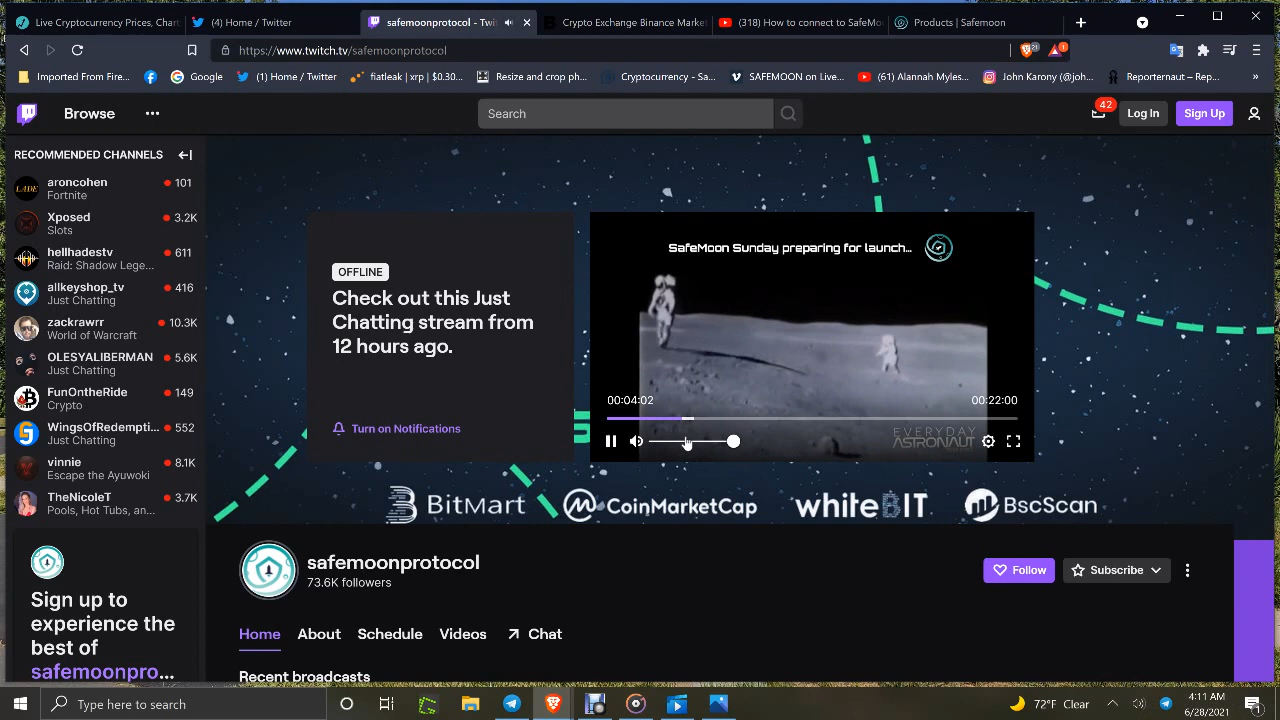 Live Cryptocurrency Prices, Chart
(4) Home / Twitter
safemoonprotocol - Twi
Crypto Exchange Binance Market
(318) How to connect to SafeMo
Products | Safemoon
https://www.twitch.tv/safemoonprotocol
21
1
Imported From Fire...
Google
(1) Home / Twitter
fiatleak | xrp | $0.30...
Resize and crop ph...
Cryptocurrency - Sa...
SAFEMOON on Live...
(61) Alannah Myles...
John Karony (@joh...
Reporternaut – Rep...
»
Browse
Search
42
Log In
Sign Up
RECOMMENDED CHANNELS
aroncohen
101
Fortnite
Xposed
3.2K
Slots
hellhadestv
611
Raid: Shadow Lege...
allkeyshop_tv
416
Just Chatting
zackrawrr
10.3K
World of Warcraft
OLESYALIBERMAN
5.6K
Just Chatting
FunOntheRide
149
Crypto
WingsOfRedempti...
552
Just Chatting
vinnie
8.1K
Escape the Ayuwoki
TheNicoleT
3.7K
Pools, Hot Tubs, an...
Sign up to
experience the
best of
safemoonpro...
OFFLINE
Check out this Just
Chatting stream from
12 hours ago.
Turn on Notifications
SafeMoon Sunday preparing for launch...
00:04:02
00:22:00
EVERYDAY
ASTRONAUT
BitMart
CoinMarketCap
whiteBIT
BscScan
safemoonprotocol
73.6K followers
Follow
Subscribe
Home
About
Schedule
Videos
Chat
Recent broadcasts
Type here to search
72°F Clear
4:11 AM
6/28/2021